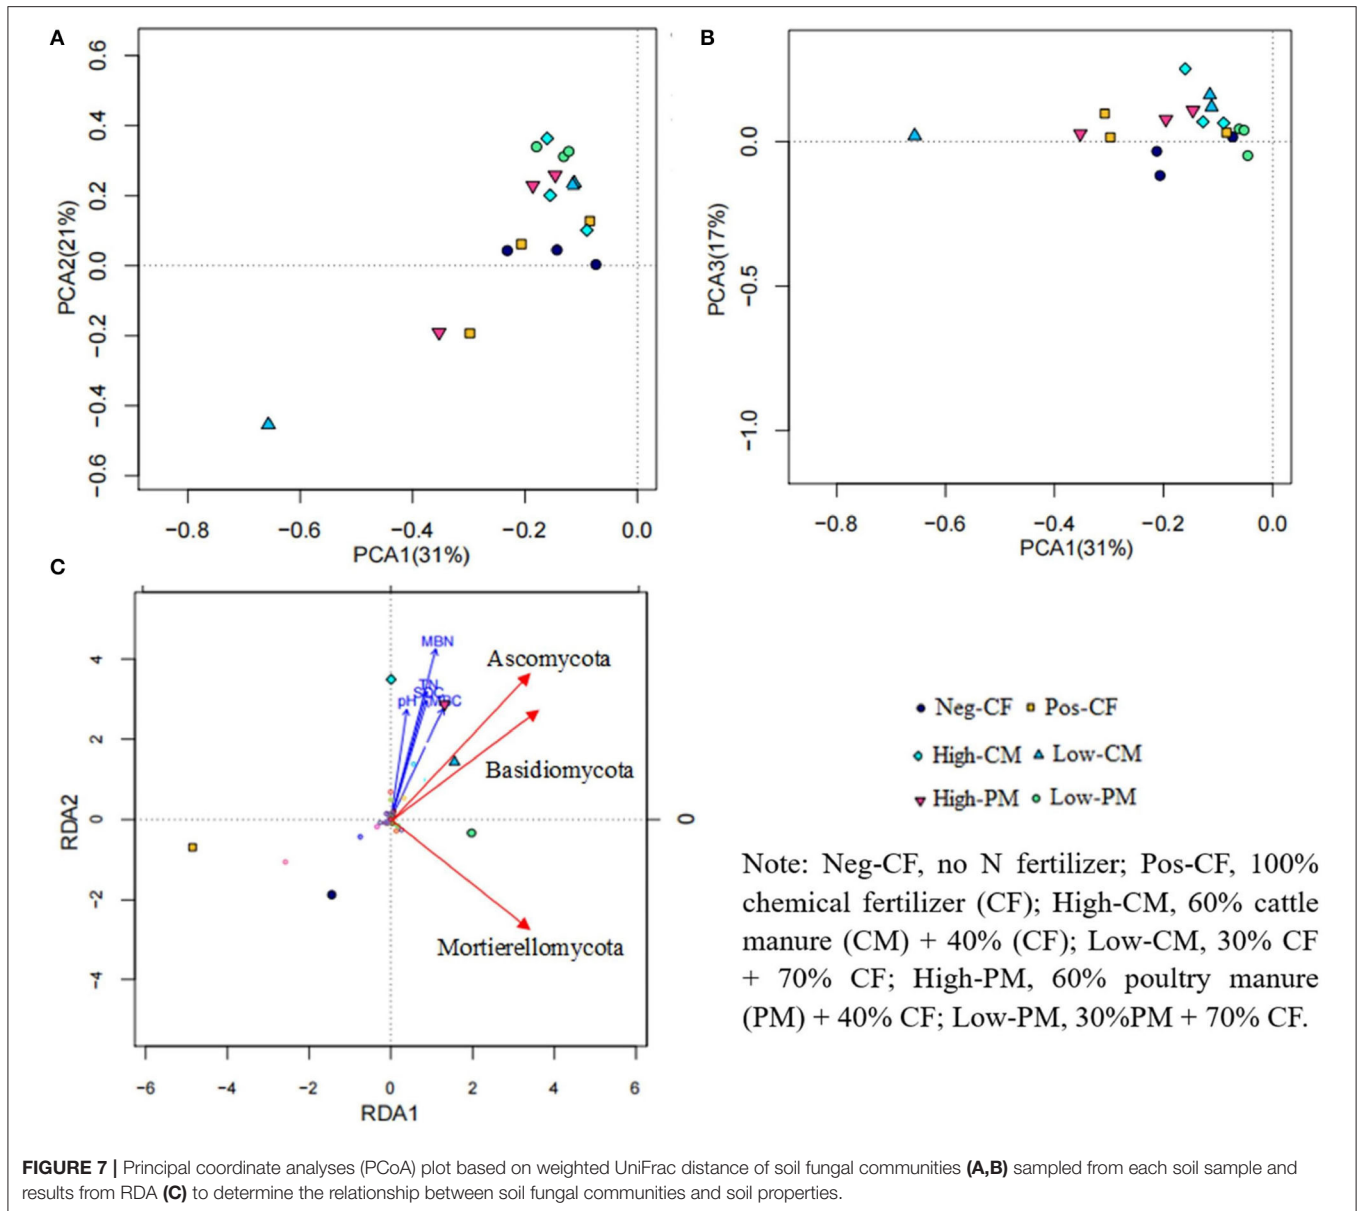 A
0.6
0.4
0.2
0.0
−0.2
−0.4
−0.6
PCA2(21%)
−0.8
−0.6
−0.4
−0.2
0.0
PCA1(31%)
B
0.0
−0.5
−1.0
PCA3(17%)
−0.8
−0.6
−0.4
−0.2
0.0
PCA1(31%)
C
4
2
0
−2
−4
RDA2
MBN
TN
SOC
pH
MBC
Ascomycota
Basidiomycota
Mortierellomycota
0
−6
−4
−2
0
2
4
6
RDA1
Neg-CF Pos-CF
High-CM Low-CM
High-PM Low-PM
Note: Neg-CF, no N fertilizer; Pos-CF, 100%
chemical fertilizer (CF); High-CM, 60% cattle
manure (CM) + 40% (CF); Low-CM, 30% CF
+ 70% CF; High-PM, 60% poultry manure
(PM) + 40% CF; Low-PM, 30%PM + 70% CF.
FIGURE 7 | Principal coordinate analyses (PCoA) plot based on weighted UniFrac distance of soil fungal communities (A,B) sampled from each soil sample and
results from RDA (C) to determine the relationship between soil fungal communities and soil properties.